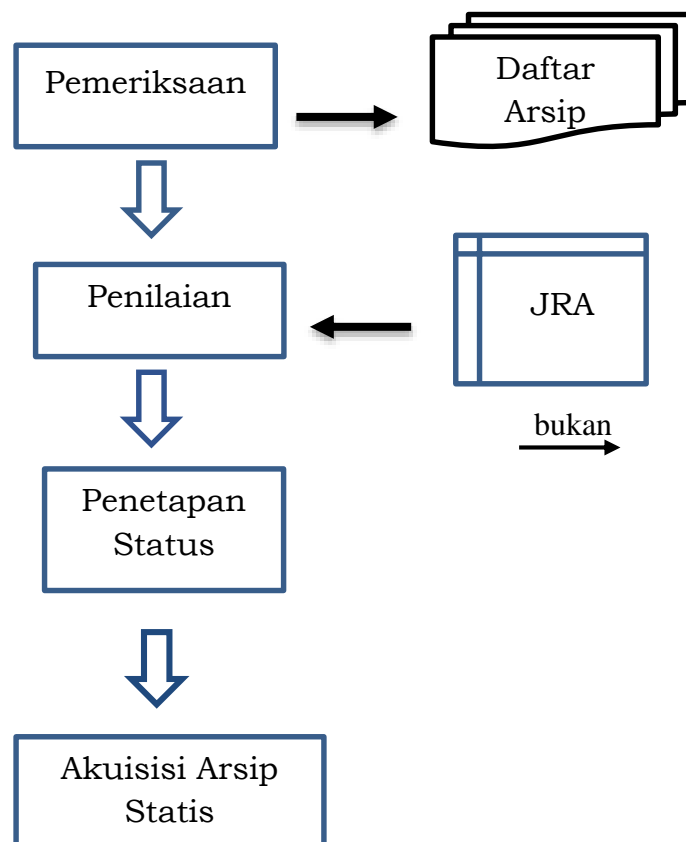 Pemeriksaan
Daftar
Arsip
Penilaian
JRA
bukan
Penetapan
Status
Akuisisi Arsip
Statis